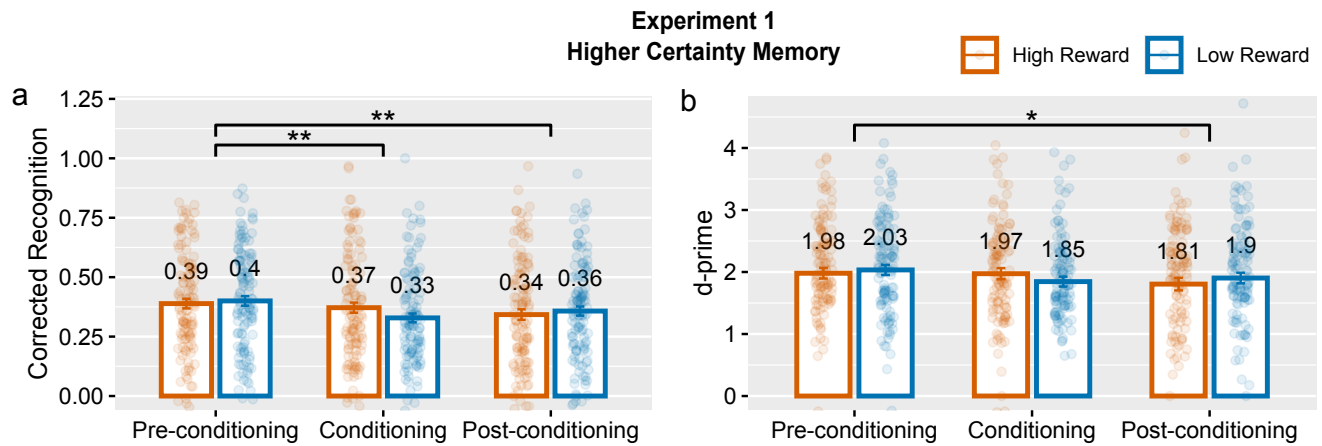 Experiment 1
Higher Certainty Memory
High Reward
Low Reward
a
Corrected Recognition
1.25
1.00
0.75
0.50
0.25
0.00
**
**
0.39
0.4
0.37
0.33
0.34
0.36
Pre-conditioning
Conditioning
Post-conditioning
b
d-prime
4
3
2
1
0
*
1.98
2.03
1.97
1.85
1.81
1.9
Pre-conditioning
Conditioning
Post-conditioning